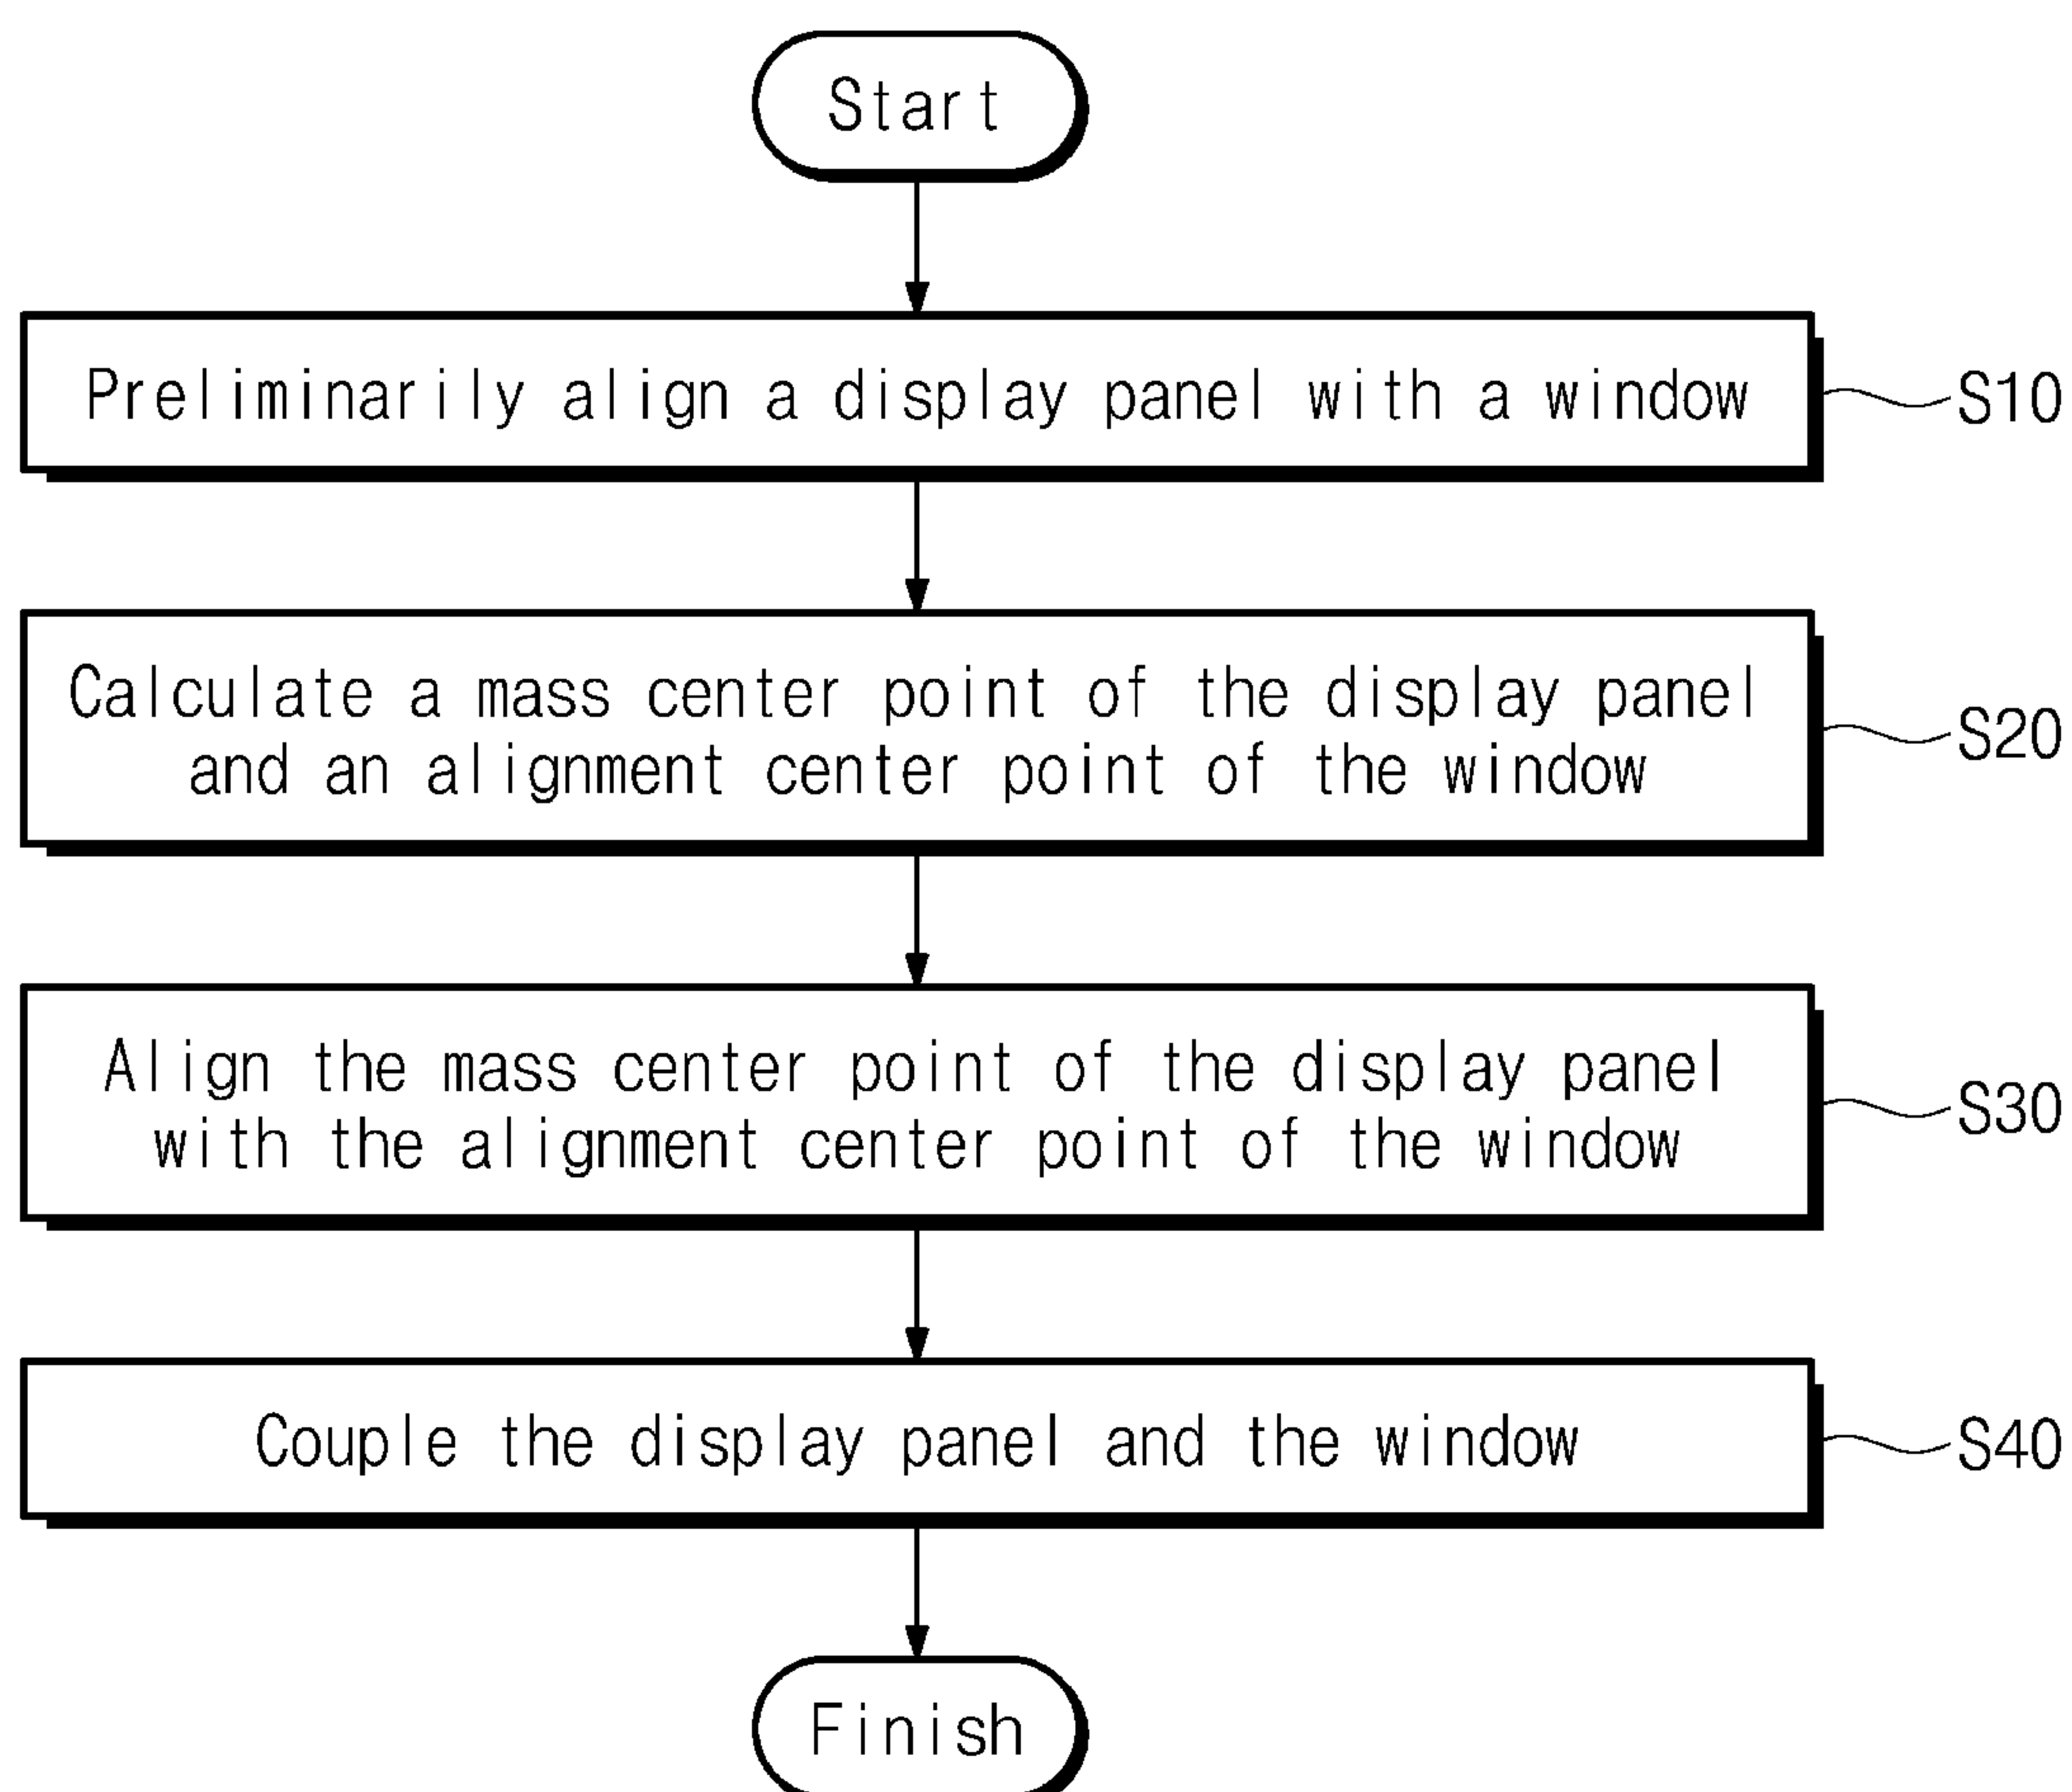 Start
Preliminarily align a display panel with a window
S10
Calculate a mass center point of the display panel
and an alignment center point of the window
S20
Align the mass center point of the display panel
with the alignment center point of the window
S30
Couple the display panel and the window
S40
Finish